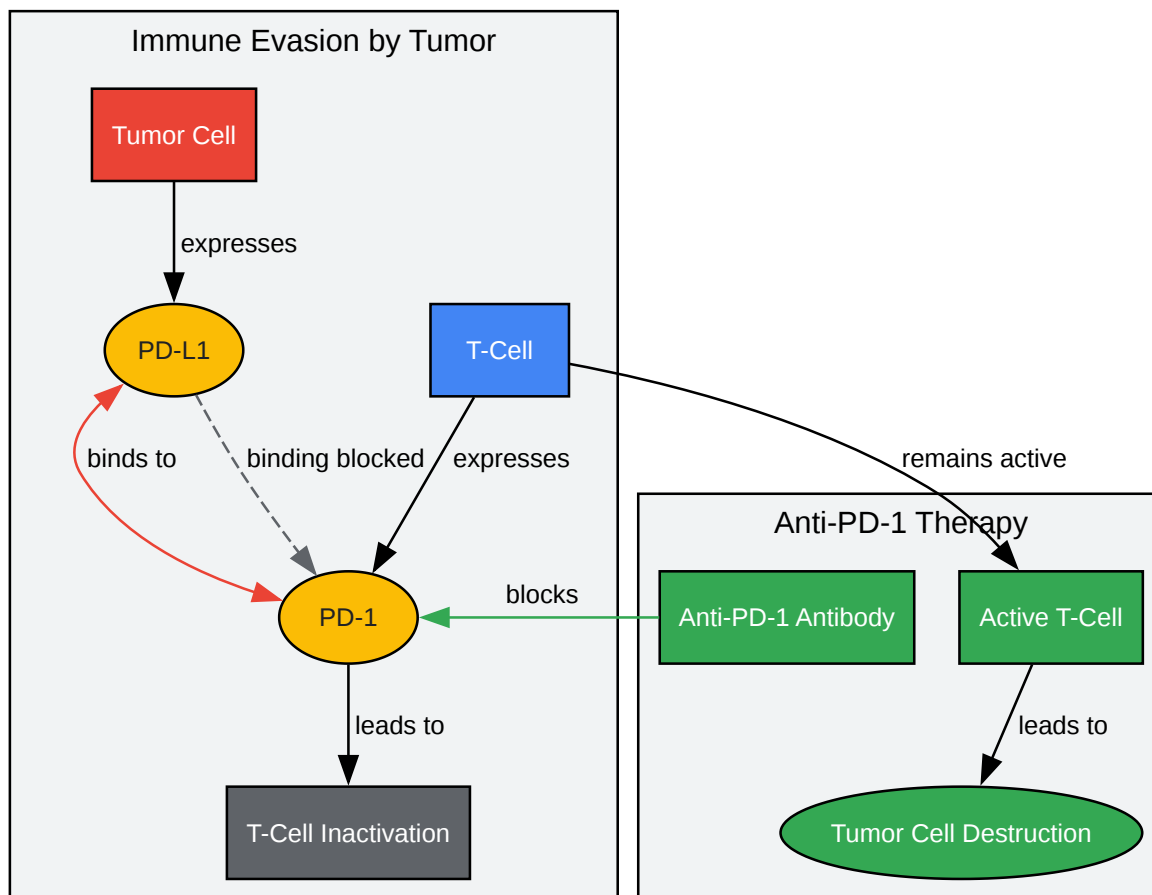 Immune Evasion by Tumor
Tumor Cell
expresses
PD-L1
T-Cell
binds to
binding blocked
expresses
remains active
Anti-PD-1 Therapy
PD-1
blocks
Anti-PD-1 Antibody
Active T-Cell
leads to
leads to
T-Cell Inactivation
Tumor Cell Destruction